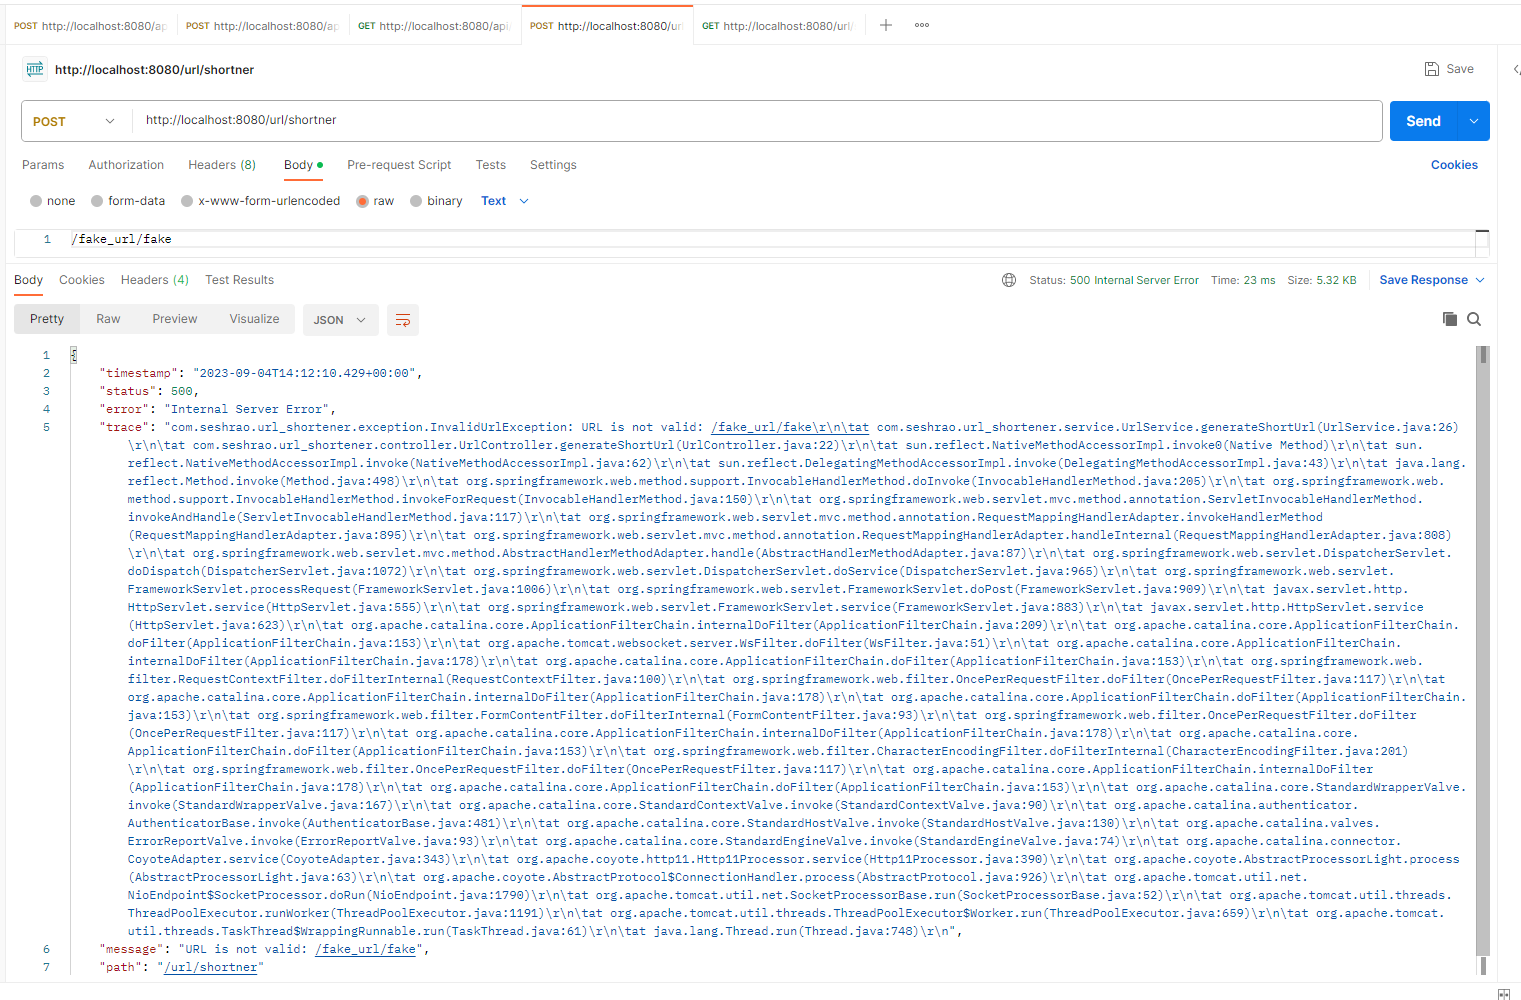 POST http://localhost:8080/ap POST http://localhost:8080/ap GET http://localhost:8080/api POST http://localhost:8080/url GET http://localhost:8080/url/
HTTP http://localhost:8080/url/shortner Save
POST http://localhost:8080/url/shortner Send
Params Authorization Headers (8) Body Pre-request Script Tests Settings Cookies
none form-data x-www-form-urlencoded raw binary Text
1 /fake_url/fake
Body Cookies Headers (4) Test Results Status: 500 Internal Server Error Time: 23 ms Size: 5.32 KB Save Response
Pretty Raw Preview Visualize JSON
1 {
2 "timestamp": "2023-09-04T14:12:10.429+00:00",
3 "status": 500,
4 "error": "Internal Server Error",
5 "trace": "com.seshrao.url_shortener.exception.InvalidUrlException: URL is not valid: /fake_url/fake\r\n\tat com.seshrao.url_shortener.service.UrlService.generateShortUrl(UrlService.java:26)
\r\n\tat com.seshrao.url_shortener.controller.UrlController.generateShortUrl(UrlController.java:22)\r\n\tat sun.reflect.NativeMethodAccessorImpl.invoke0(Native Method)\r\n\tat sun.
reflect.NativeMethodAccessorImpl.invoke(NativeMethodAccessorImpl.java:62)\r\n\tat sun.reflect.DelegatingMethodAccessorImpl.invoke(DelegatingMethodAccessorImpl.java:43)\r\n\tat java.lang.
reflect.Method.invoke(Method.java:498)\r\n\tat org.springframework.web.method.support.InvocableHandlerMethod.doInvoke(InvocableHandlerMethod.java:205)\r\n\tat org.springframework.web.
method.support.InvocableHandlerMethod.invokeForRequest(InvocableHandlerMethod.java:150)\r\n\tat org.springframework.web.servlet.mvc.method.annotation.ServletInvocableHandlerMethod.
invokeAndHandle(ServletInvocableHandlerMethod.java:117)\r\n\tat org.springframework.web.servlet.mvc.method.annotation.RequestMappingHandlerAdapter.invokeHandlerMethod
(RequestMappingHandlerAdapter.java:895)\r\n\tat org.springframework.web.servlet.mvc.method.annotation.RequestMappingHandlerAdapter.handleInternal(RequestMappingHandlerAdapter.java:808)
\r\n\tat org.springframework.web.servlet.mvc.method.AbstractHandlerMethodAdapter.handle(AbstractHandlerMethodAdapter.java:87)\r\n\tat org.springframework.web.servlet.DispatcherServlet.
doDispatch(DispatcherServlet.java:1072)\r\n\tat org.springframework.web.servlet.DispatcherServlet.doService(DispatcherServlet.java:965)\r\n\tat org.springframework.web.servlet.
FrameworkServlet.processRequest(FrameworkServlet.java:1006)\r\n\tat org.springframework.web.servlet.FrameworkServlet.doPost(FrameworkServlet.java:909)\r\n\tat javax.servlet.http.
HttpServlet.service(HttpServlet.java:555)\r\n\tat org.springframework.web.servlet.FrameworkServlet.service(FrameworkServlet.java:883)\r\n\tat javax.servlet.http.HttpServlet.service
(HttpServlet.java:623)\r\n\tat org.apache.catalina.core.ApplicationFilterChain.internalDoFilter(ApplicationFilterChain.java:209)\r\n\tat org.apache.catalina.core.ApplicationFilterChain.
doFilter(ApplicationFilterChain.java:153)\r\n\tat org.apache.tomcat.websocket.server.WsFilter.doFilter(WsFilter.java:51)\r\n\tat org.apache.catalina.core.ApplicationFilterChain.
internalDoFilter(ApplicationFilterChain.java:178)\r\n\tat org.apache.catalina.core.ApplicationFilterChain.doFilter(ApplicationFilterChain.java:153)\r\n\tat org.springframework.web.
filter.RequestContextFilter.doFilterInternal(RequestContextFilter.java:100)\r\n\tat org.springframework.web.filter.OncePerRequestFilter.doFilter(OncePerRequestFilter.java:117)\r\n\tat
org.apache.catalina.core.ApplicationFilterChain.internalDoFilter(ApplicationFilterChain.java:178)\r\n\tat org.apache.catalina.core.ApplicationFilterChain.doFilter(ApplicationFilterChain.
java:153)\r\n\tat org.springframework.web.filter.FormContentFilter.doFilterInternal(FormContentFilter.java:93)\r\n\tat org.springframework.web.filter.OncePerRequestFilter.doFilter
(OncePerRequestFilter.java:117)\r\n\tat org.apache.catalina.core.ApplicationFilterChain.internalDoFilter(ApplicationFilterChain.java:178)\r\n\tat org.apache.catalina.core.
ApplicationFilterChain.doFilter(ApplicationFilterChain.java:153)\r\n\tat org.springframework.web.filter.CharacterEncodingFilter.doFilterInternal(CharacterEncodingFilter.java:201)
\r\n\tat org.springframework.web.filter.OncePerRequestFilter.doFilter(OncePerRequestFilter.java:117)\r\n\tat org.apache.catalina.core.ApplicationFilterChain.internalDoFilter
(ApplicationFilterChain.java:178)\r\n\tat org.apache.catalina.core.ApplicationFilterChain.doFilter(ApplicationFilterChain.java:153)\r\n\tat org.apache.catalina.core.StandardWrapperValve.
invoke(StandardWrapperValve.java:167)\r\n\tat org.apache.catalina.core.StandardContextValve.invoke(StandardContextValve.java:90)\r\n\tat org.apache.catalina.authenticator.
AuthenticatorBase.invoke(AuthenticatorBase.java:481)\r\n\tat org.apache.catalina.core.StandardHostValve.invoke(StandardHostValve.java:130)\r\n\tat org.apache.catalina.valves.
ErrorReportValve.invoke(ErrorReportValve.java:93)\r\n\tat org.apache.catalina.core.StandardEngineValve.invoke(StandardEngineValve.java:74)\r\n\tat org.apache.catalina.connector.
CoyoteAdapter.service(CoyoteAdapter.java:343)\r\n\tat org.apache.coyote.http11.Http11Processor.service(Http11Processor.java:390)\r\n\tat org.apache.coyote.AbstractProcessorLight.process
(AbstractProcessorLight.java:63)\r\n\tat org.apache.coyote.AbstractProtocol$ConnectionHandler.process(AbstractProtocol.java:926)\r\n\tat org.apache.tomcat.util.net.
NioEndpoint$SocketProcessor.doRun(NioEndpoint.java:1790)\r\n\tat org.apache.tomcat.util.net.SocketProcessorBase.run(SocketProcessorBase.java:52)\r\n\tat org.apache.tomcat.util.threads.
ThreadPoolExecutor.runWorker(ThreadPoolExecutor.java:1191)\r\n\tat org.apache.tomcat.util.threads.ThreadPoolExecutor$Worker.run(ThreadPoolExecutor.java:659)\r\n\tat org.apache.tomcat.
util.threads.TaskThread$WrappingRunnable.run(TaskThread.java:61)\r\n\tat java.lang.Thread.run(Thread.java:748)\r\n",
6 "message": "URL is not valid: /fake_url/fake",
7 "path": "/url/shortner"